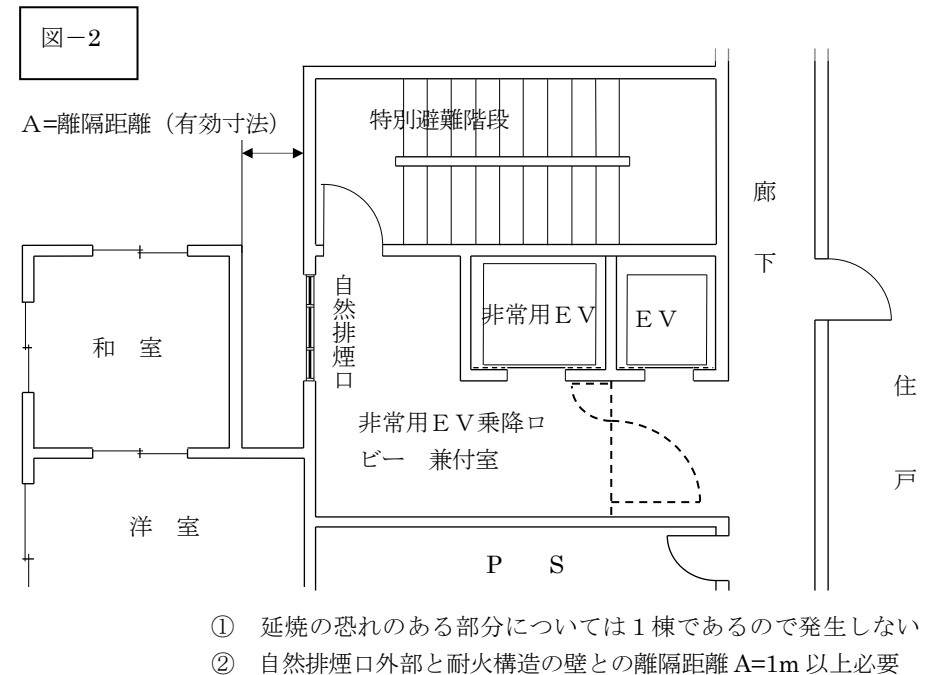 図－2
A=離隔距離（有効寸法）
特別避難階段
廊
下
自然排煙口
非常用ＥＶ
ＥＶ
和　室
住
戸
非常用ＥＶ乗降ロ
ビー　兼付室
洋　室
Ｐ　Ｓ
①　延焼の恐れのある部分については１棟であるので発生しない
②　自然排煙口外部と耐火構造の壁との離隔距離 A=1m 以上必要